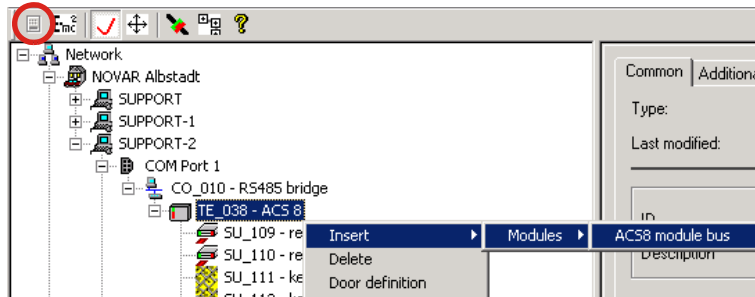 E=mc²
Network
NOVAR Albstadt
SUPPORT
SUPPORT-1
SUPPORT-2
COM Port 1
CO_010 - RS485 bridge
TE_038 - ACS 8
SU_109 - re
SU_110 - re
SU_111 - ke
Insert
Delete
Door definition
Modules
ACS8 module bus
Common
Additiona
Type:
Last modified:
ID
Description